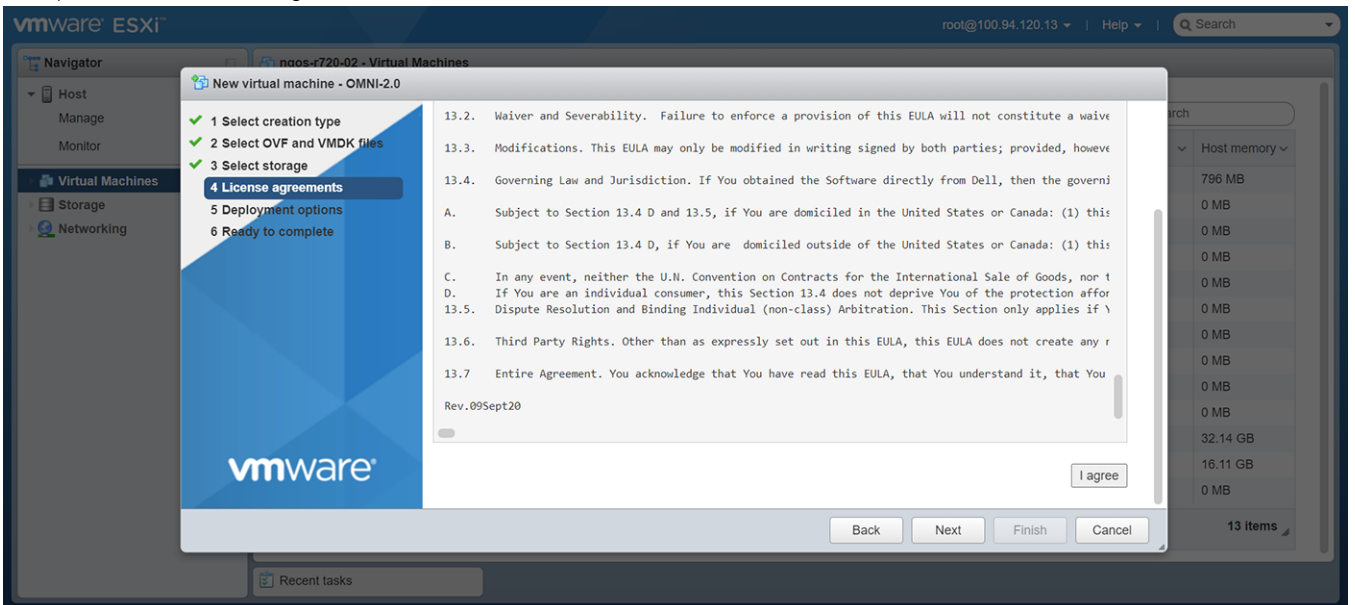 vmware ESXi™
root@100.94.120.13 | Help | Search
Navigator
Host
Manage
Monitor
Virtual Machines
Storage
Networking
ngos-r720-02 - Virtual Machines
New virtual machine - OMNI-2.0
1 Select creation type
2 Select OVF and VMDK files
3 Select storage
4 License agreements
5 Deployment options
6 Ready to complete
vmware®
13.2. Waiver and Severability. Failure to enforce a provision of this EULA will not constitute a waive
13.3. Modifications. This EULA may only be modified in writing signed by both parties; provided, howeve
13.4. Governing Law and Jurisdiction. If You obtained the Software directly from Dell, then the governi
A. Subject to Section 13.4 D and 13.5, if You are domiciled in the United States or Canada: (1) this
B. Subject to Section 13.4 D, if You are domiciled outside of the United States or Canada: (1) this
C. In any event, neither the U.N. Convention on Contracts for the International Sale of Goods, nor t
D. If You are an individual consumer, this Section 13.4 does not deprive You of the protection affor
13.5. Dispute Resolution and Binding Individual (non-class) Arbitration. This Section only applies if Y
13.6. Third Party Rights. Other than as expressly set out in this EULA, this EULA does not create any r
13.7 Entire Agreement. You acknowledge that You have read this EULA, that You understand it, that You
Rev.09Sept20
I agree
Back Next Finish Cancel
arch
Host memory
796 MB
0 MB
0 MB
0 MB
0 MB
0 MB
0 MB
0 MB
0 MB
0 MB
32.14 GB
16.11 GB
0 MB
13 items
Recent tasks